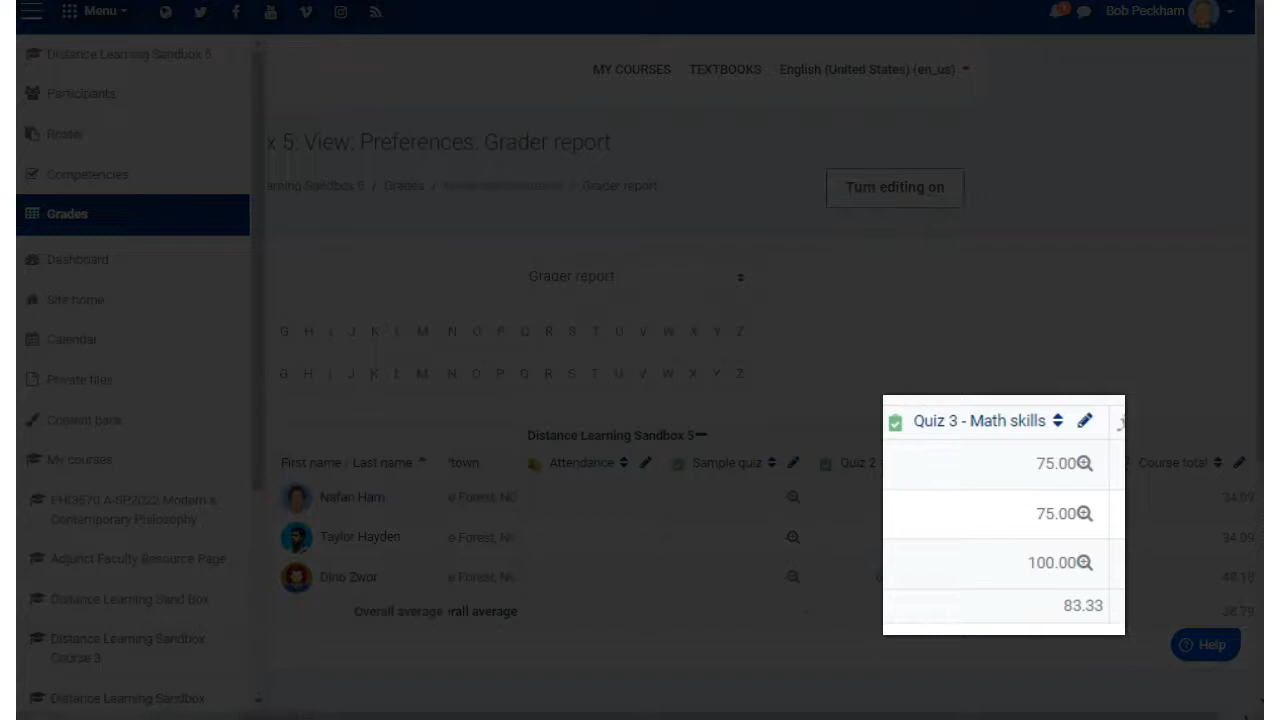 Menu
Bob Peckham
Distance Learning Sandbox 5
MY COURSES TEXTBOOKS English (United States) (en_us)
Participants
Roster
x 5: View: Preferences: Grader report
Competencies
arning Sandbox 5 / Grades / / Grader report
Turn editing on
Grades
Dashboard
Grader report
Site home
G H I J K L M N O P Q R S T U V W X Y Z
Calendar
G H I J K L M N O P Q R S T U V W X Y Z
Private files
Content bank
Distance Learning Sandbox 5
My courses
First name / Last name town Attendance Sample quiz Quiz 2 Quiz 3 - Math skills Course total
EHI3570 A-SP2022 Modern &
Contemporary Philosophy
Nafan Ham e Forest, NC 75.00 34.09
Taylor Hayden e Forest, NC 75.00 34.09
Adjunct Faculty Resource Page
Dino Zwor e Forest, NC 100.00
Distance Learning Sand Box
Overall average rall average 83.33
Distance Learning Sandbox
Course 3
Help
Distance Learning Sandbox